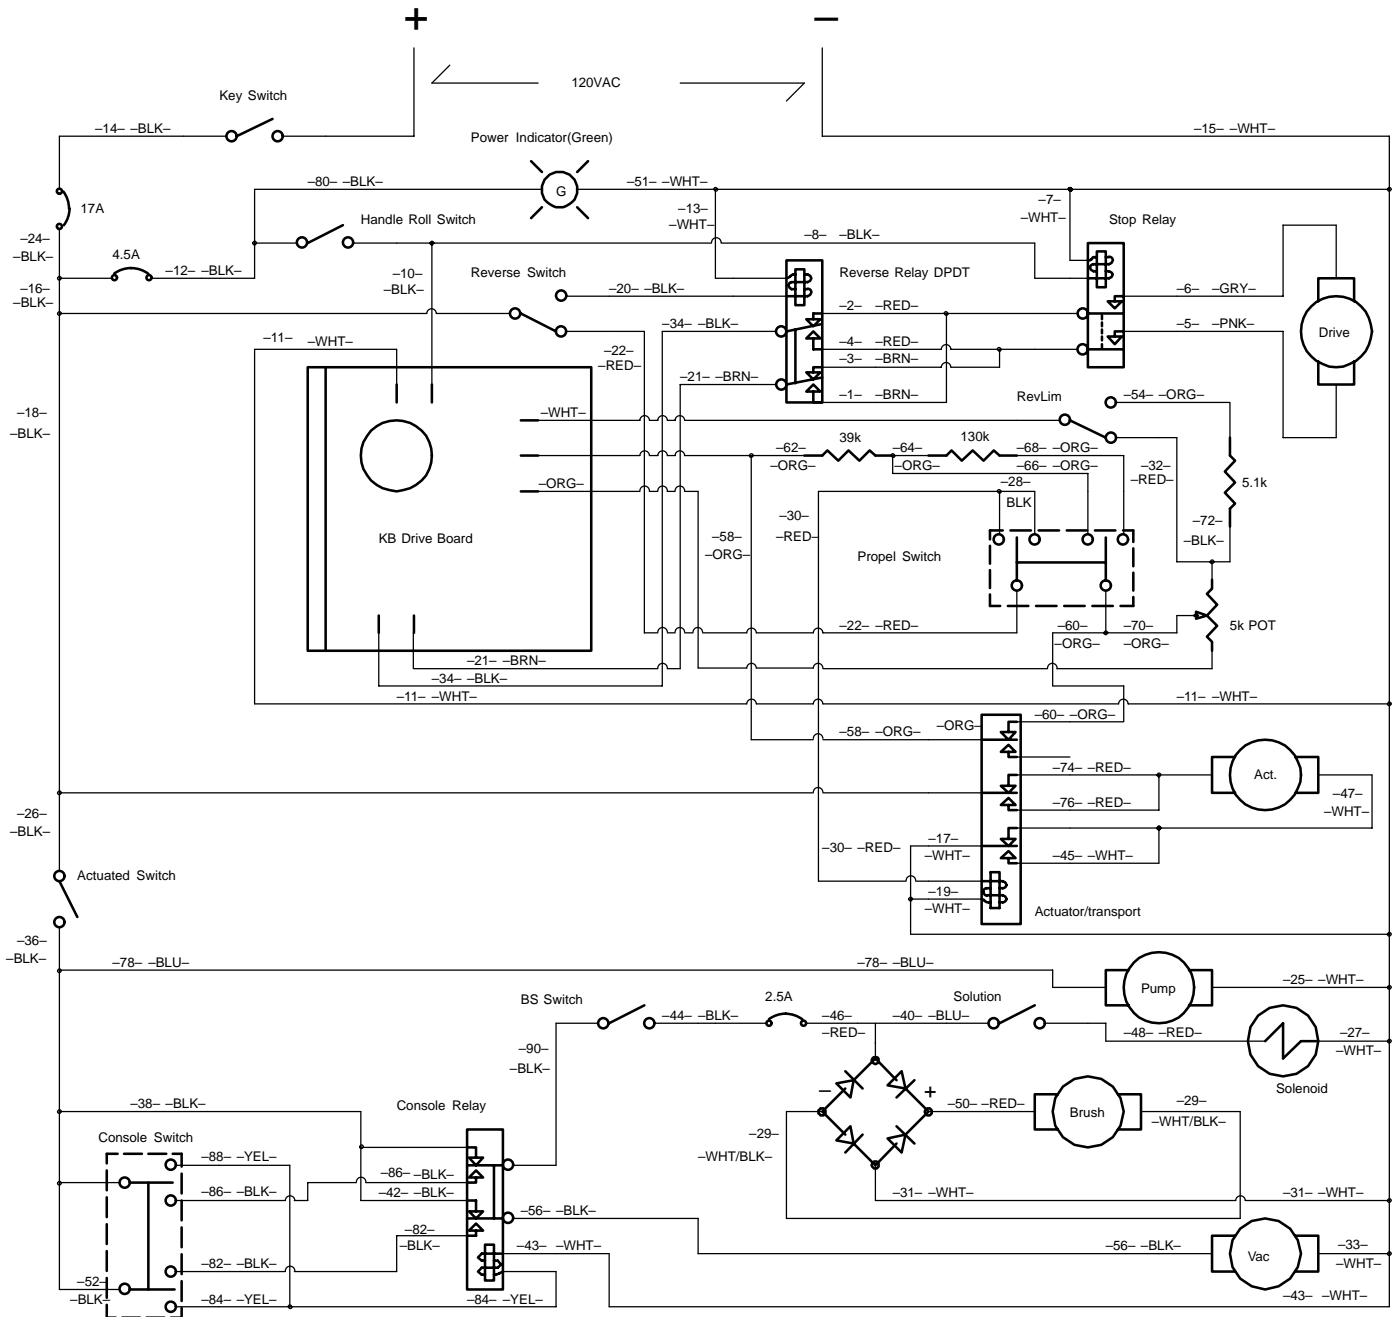 + –
120VAC
Key Switch
–14– –BLK–
–15– –WHT–
Power Indicator(Green)
–80– –BLK–
G
–51– –WHT–
17A
–13–
–WHT–
–7–
–WHT–
Handle Roll Switch
Stop Relay
–24–
–BLK–
4.5A
–12– –BLK–
–8– –BLK–
–10–
–BLK–
Reverse Switch
Reverse Relay DPDT
–16–
–BLK–
–20– –BLK–
–6– –GRY–
–2– –RED–
–34– –BLK–
–5– –PNK–
Drive
–11– –WHT–
–22–
–RED–
–4– –RED–
–3– –BRN–
–21– –BRN–
–1– –BRN–
RevLim
–54– –ORG–
–18–
–BLK–
–WHT–
–62–
–ORG–
39k
–64–
–ORG–
130k
–68– –ORG–
–66– –ORG–
–32–
–RED–
5.1k
–ORG–
–28–
BLK
–30–
–RED–
–72–
–BLK–
KB Drive Board
–58–
–ORG–
Propel Switch
–22– –RED–
–60–
–ORG–
–70–
–ORG–
5k POT
–21– –BRN–
–34– –BLK–
–11– –WHT–
–11– –WHT–
–58– –ORG–
–ORG–
–60– –ORG–
–74– –RED–
Act.
–76– –RED–
–47–
–WHT–
–26–
–BLK–
–30– –RED–
–17–
–WHT–
–45– –WHT–
Actuated Switch
–19–
–WHT–
Actuator/transport
–36–
–BLK–
–78– –BLU–
–78– –BLU–
Pump
–25– –WHT–
BS Switch
2.5A
Solution
–44– –BLK–
–46–
–RED–
–40– –BLU–
–48– –RED–
–27–
–WHT–
–90–
–BLK–
Solenoid
–38– –BLK–
Console Relay
– +
–50– –RED–
Brush
–29–
–WHT/BLK–
Console Switch
–29–
–WHT/BLK–
–88– –YEL–
–86– –BLK–
–86– –BLK–
–42– –BLK–
–31– –WHT–
–31– –WHT–
–56– –BLK–
–82–
–BLK–
–43– –WHT–
–56– –BLK–
Vac
–33–
–WHT–
–82– –BLK–
–52–
–BLK–
–84– –YEL–
–84– –YEL–
–43– –WHT–